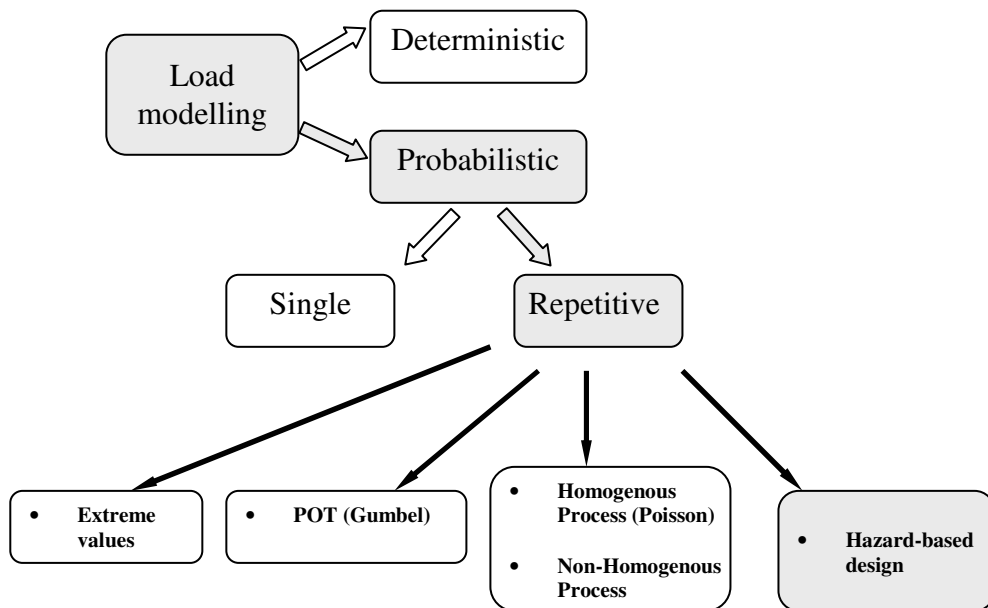 Deterministic
Load
modelling
Probabilistic
Single
Repetitive
• Extreme
values
• POT (Gumbel)
• Homogenous
Process (Poisson)
• Non-Homogenous
Process
• Hazard-based
design